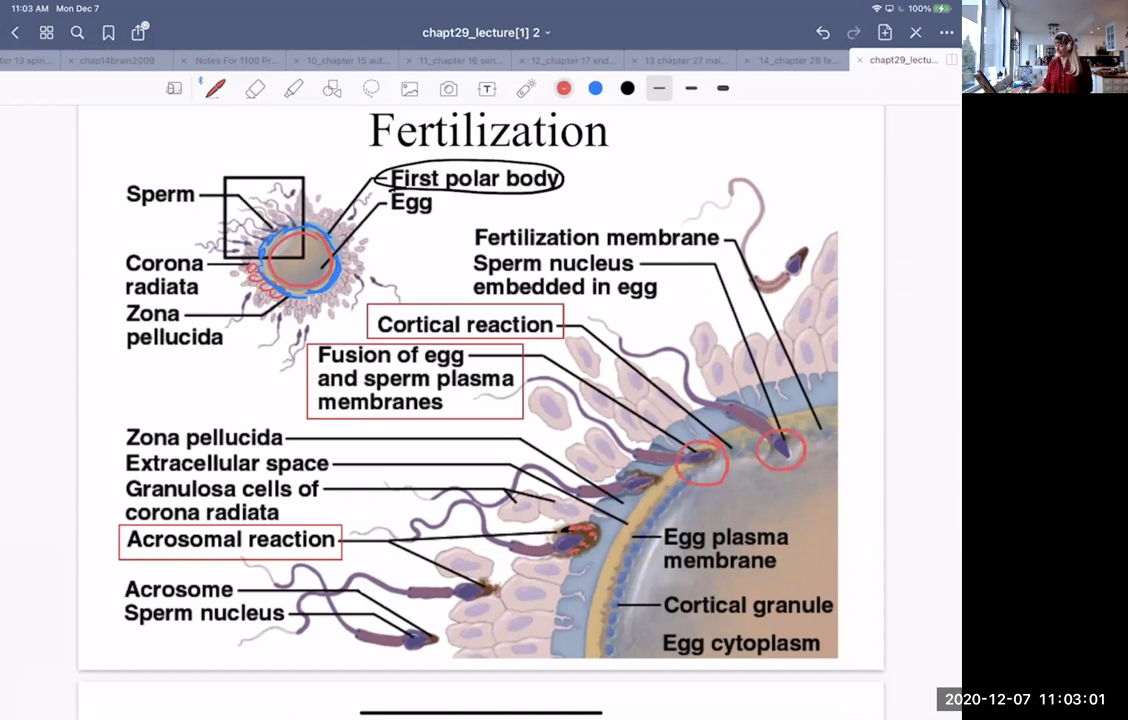 11:03 AM Mon Dec 7
100%
chapt29_lecture[1] 2
ter 13 spin...
chap14brain2009
Notes For 1100 Pr...
10_chapter 15 aut...
11_chapter 16 sen...
12_chapter 17 end...
13 chapter 27 mal...
14_chapter 28 fe...
chapt29_lectu...
T
Fertilization
First polar body
Sperm
Egg
Fertilization membrane
Corona
radiata
Sperm nucleus
embedded in egg
Zona
pellucida
Cortical reaction
Fusion of egg
and sperm plasma
membranes
Zona pellucida
Extracellular space
Granulosa cells of
corona radiata
Acrosomal reaction
Egg plasma
membrane
Acrosome
Sperm nucleus
Cortical granule
Egg cytoplasm
2020-12-07 11:03:01